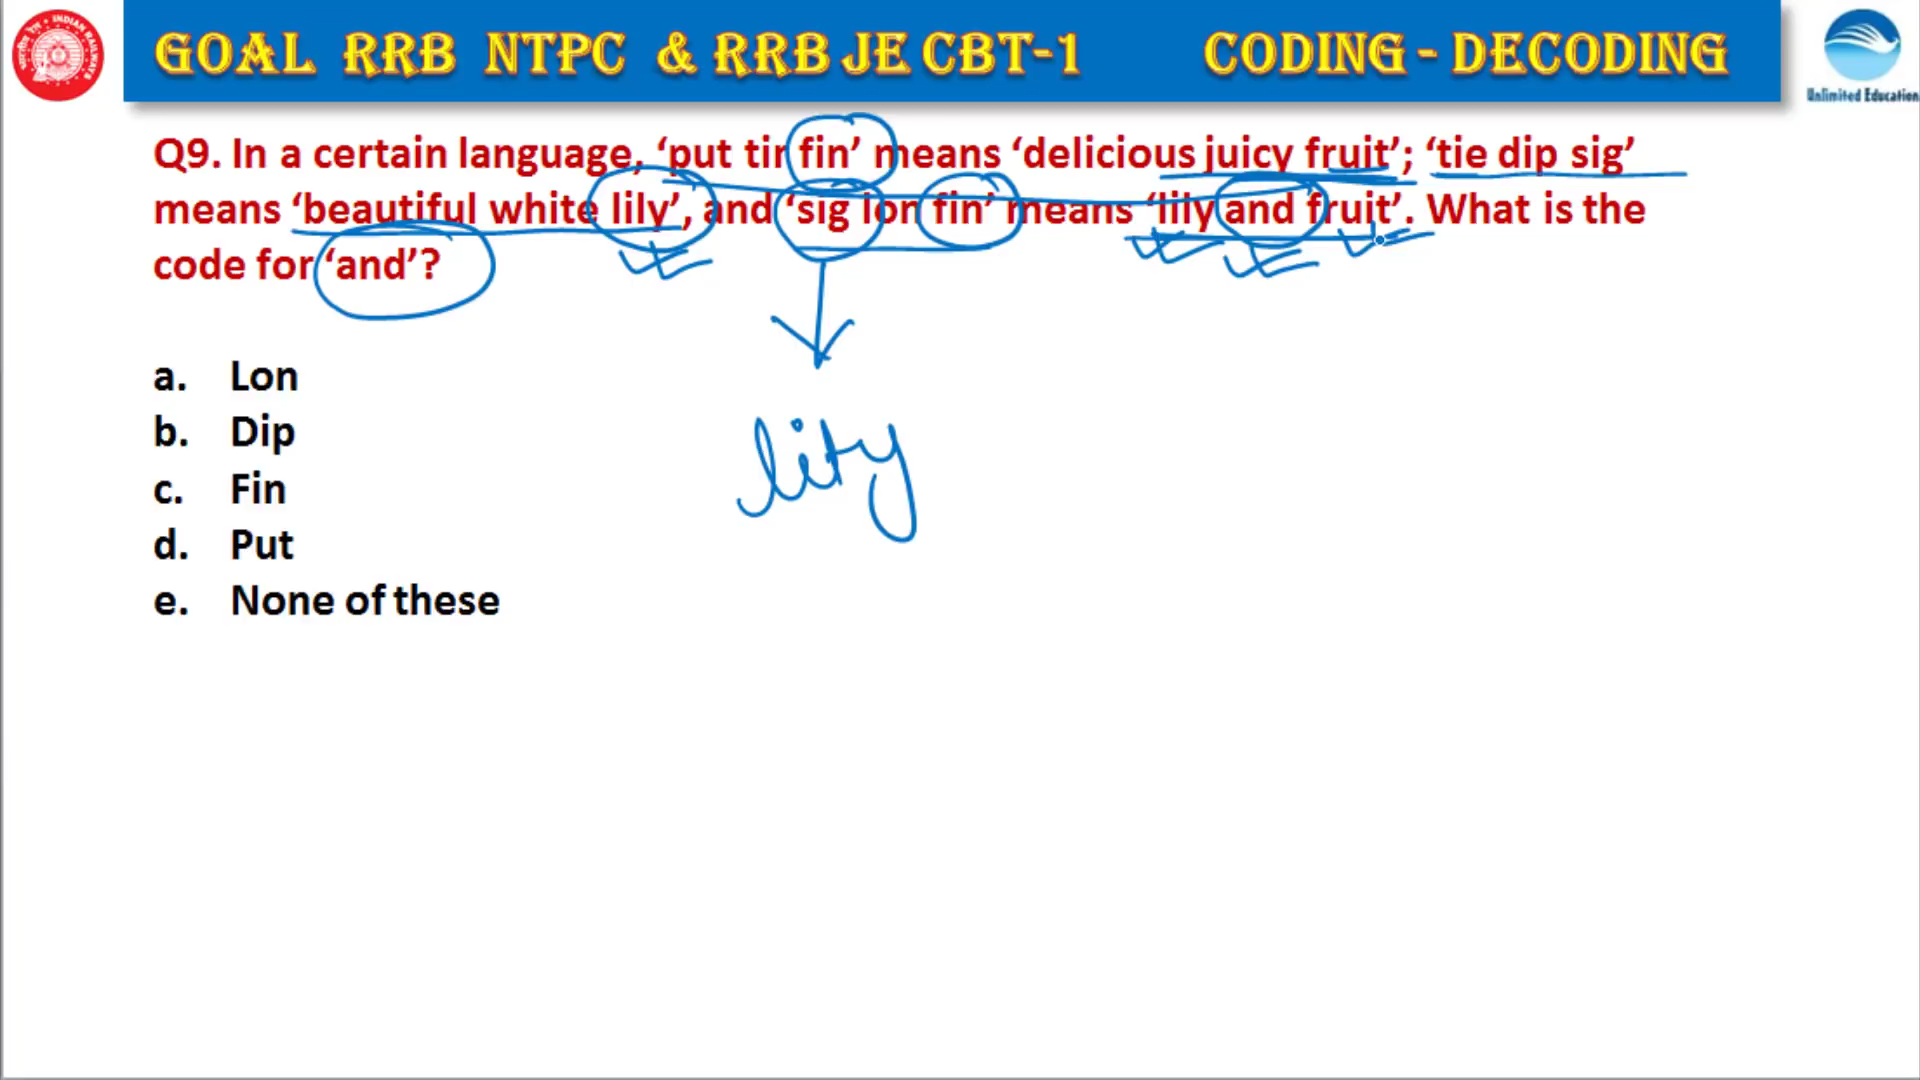 GOAL RRB NTPC & RRB JE CBT-1 CODING - DECODING
INDIAN RAILWAYS
Unlimited Education
Q9. In a certain language, ‘put tir fin’ means ‘delicious juicy fruit’; ‘tie dip sig’
means ‘beautiful white lily’, and ‘sig lon fin’ means ‘lily and fruit’. What is the
code for ‘and’?
a. Lon
b. Dip
c. Fin
d. Put
e. None of these